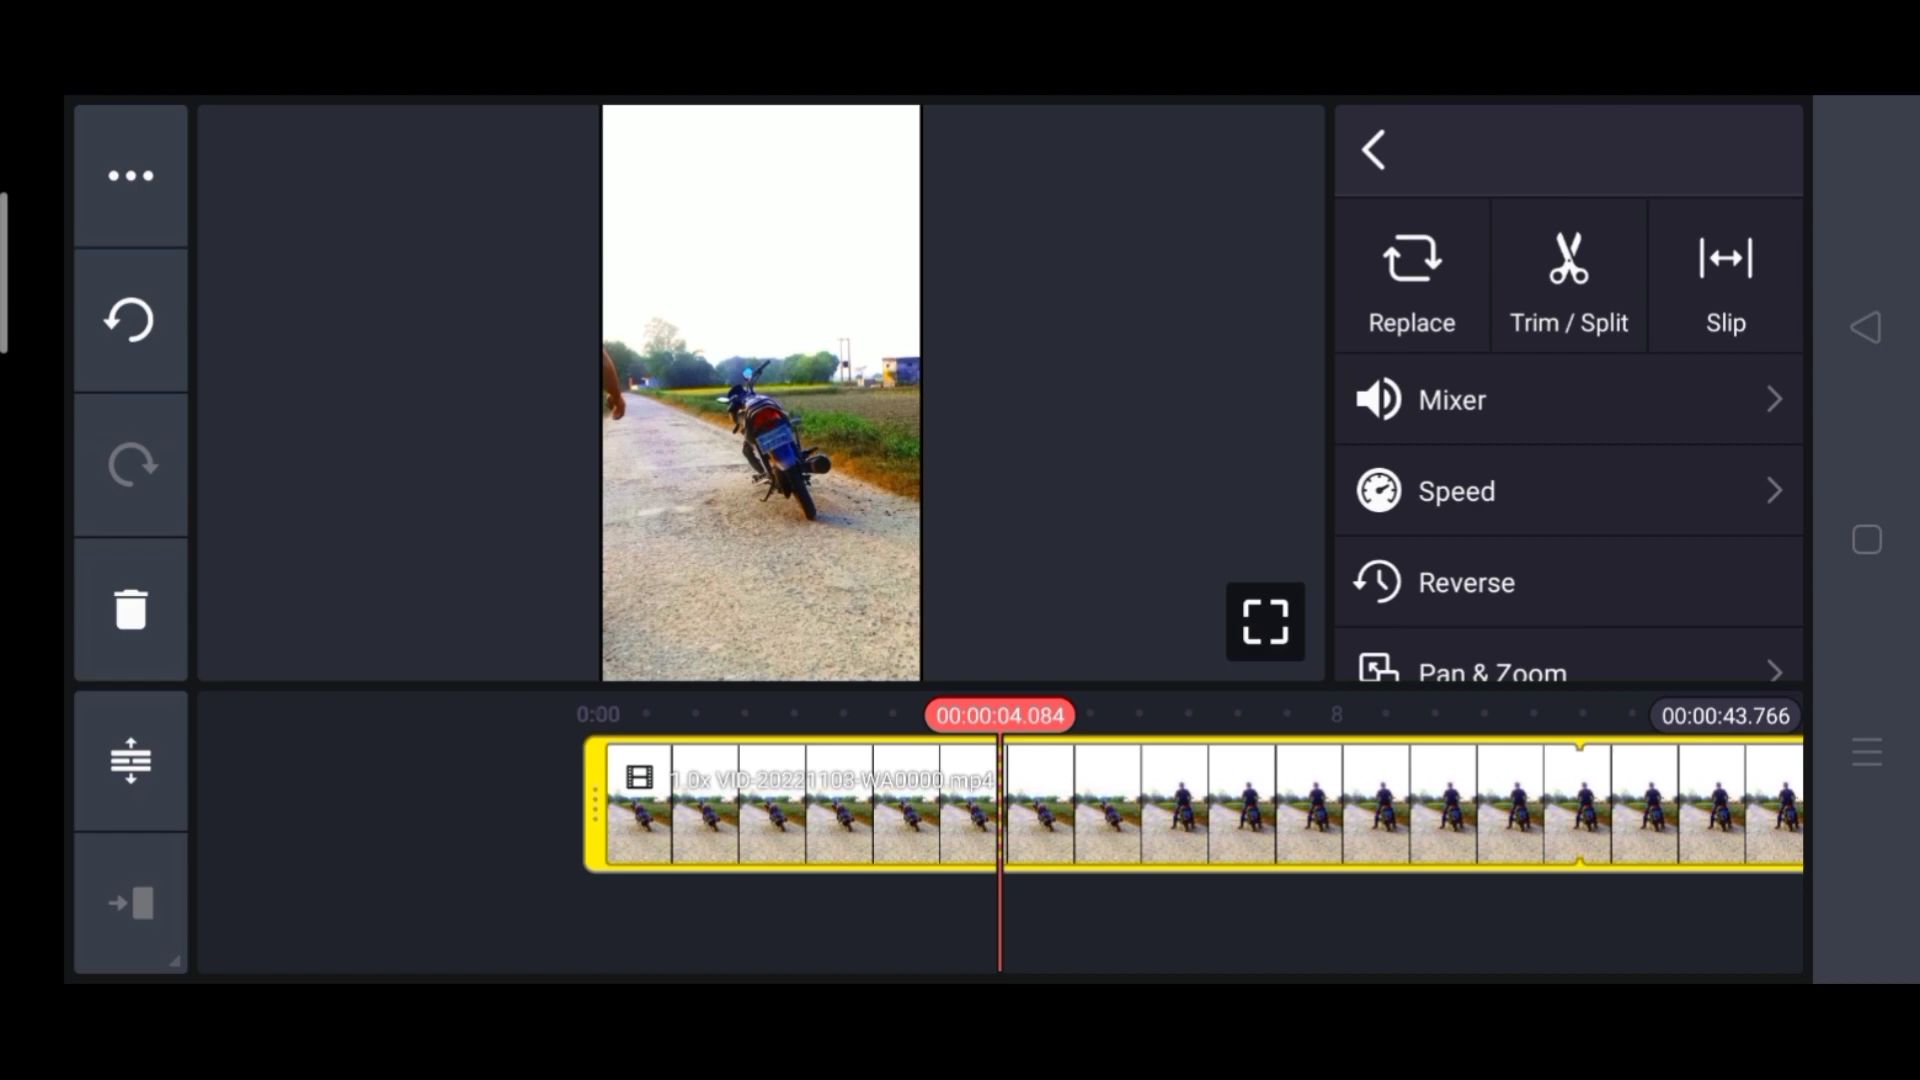 Replace
Trim / Split
Slip
Mixer
Speed
Reverse
Pan & Zoom
0:00
00:00:04.084
8
00:00:43.766
1.0x VID-20221103-WA0000.mp4